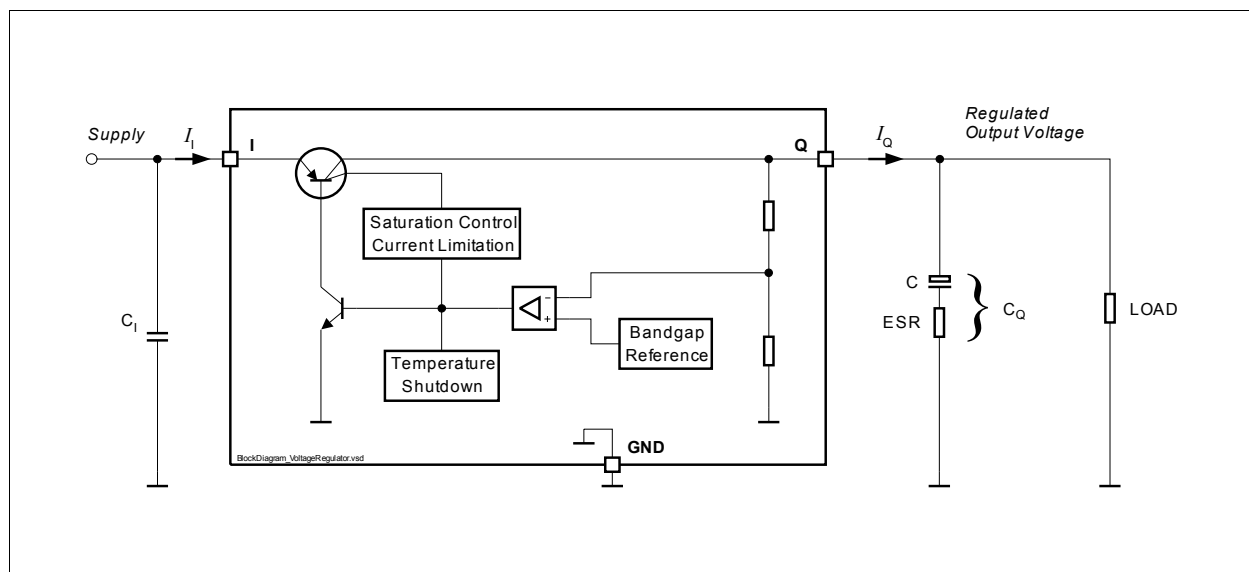 Supply
I_I
I
Q
I_Q
Regulated
Output Voltage
Saturation Control
Current Limitation
C_I
-
+
Bandgap
Reference
Temperature
Shutdown
C
ESR
}
C_Q
LOAD
GND
BlockDiagram_VoltageRegulator.vsd